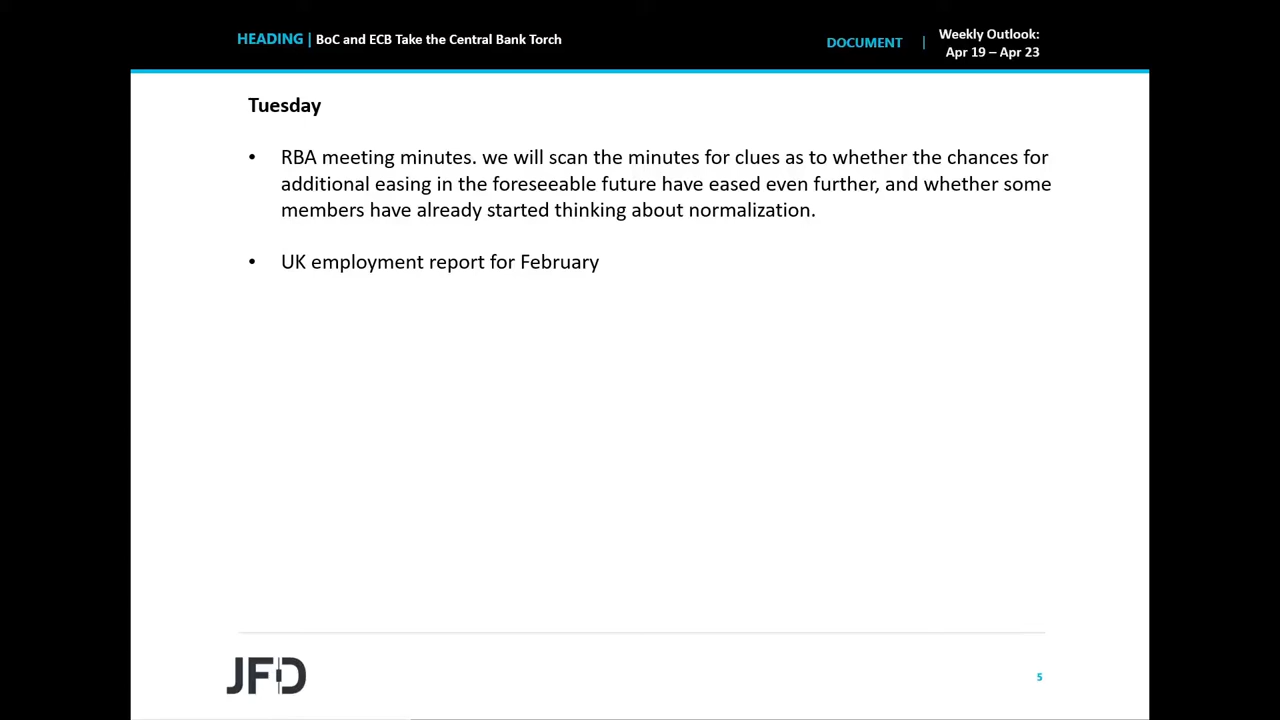 HEADING | BoC and ECB Take the Central Bank Torch
DOCUMENT | Weekly Outlook:
Apr 19 – Apr 23
Tuesday
• RBA meeting minutes. we will scan the minutes for clues as to whether the chances for
additional easing in the foreseeable future have eased even further, and whether some
members have already started thinking about normalization.
• UK employment report for February
JFD
5